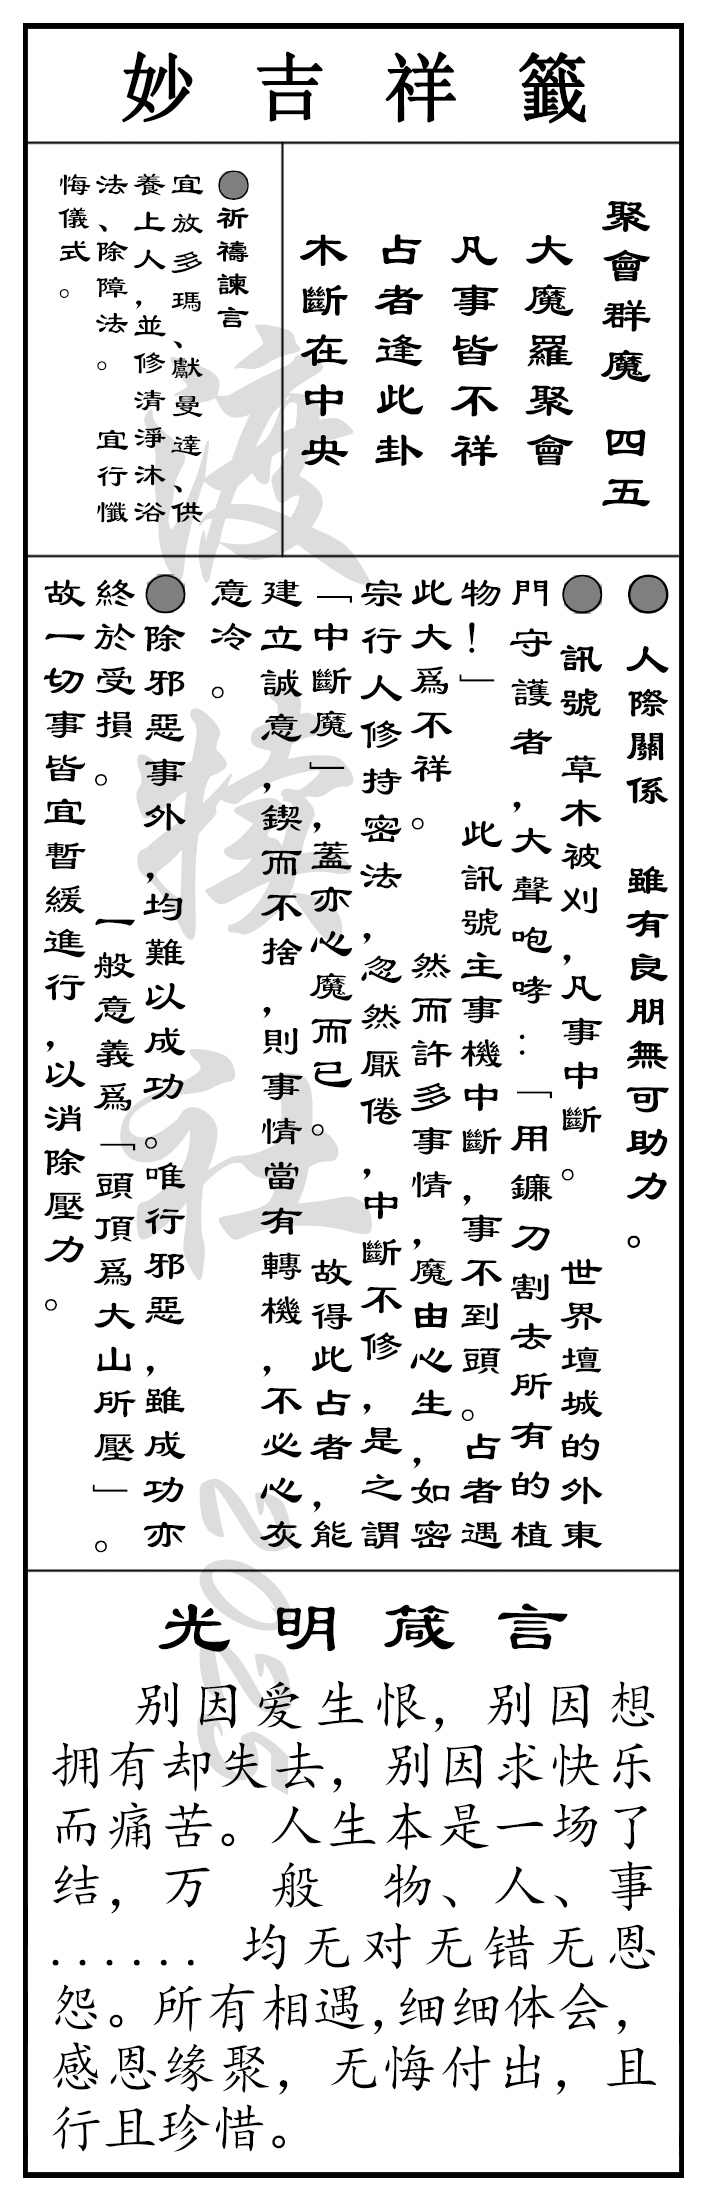 妙吉祥籤
聚會群魔 四五
大魔羅聚會
凡事皆不祥
占者逢此卦
木斷在中央
●祈禱諫言
宜放多瑪、獻曼達、供
養上人，並修清淨沐浴
法、除障法。 宜行懺
悔儀式。
● 人際關係 雖有良朋無可助力。
● 訊號 草木被刈，凡事中斷。 世界壇城的外東
門守護者，大聲咆哮：「用鐮刀割去所有的植
物！」 此訊號主事機中斷，事不到頭。占者遇
此大爲不祥。 然而許多事情，魔由心生，如密
宗行人修持密法，忽然厭倦，中斷不修，是之謂
「中斷魔」，蓋亦心魔而已。 故得此占者，能
建立誠意，鍥而不捨，則事情當有轉機，不必心灰
意冷。
●除邪惡事外，均難以成功。唯行邪惡，雖成功亦
終於受損。 一般意義爲「頭頂爲大山所壓」。
故一切事皆宜暫緩進行，以消除壓力。
光明箴言
别因爱生恨，别因想
拥有却失去，别因求快乐
而痛苦。人生本是一场了
结，万 般 物、人、事
...... 均无对无错无恩
怨。所有相遇,细细体会，
感恩缘聚，无悔付出，且
行且珍惜。
渡犊社
2026